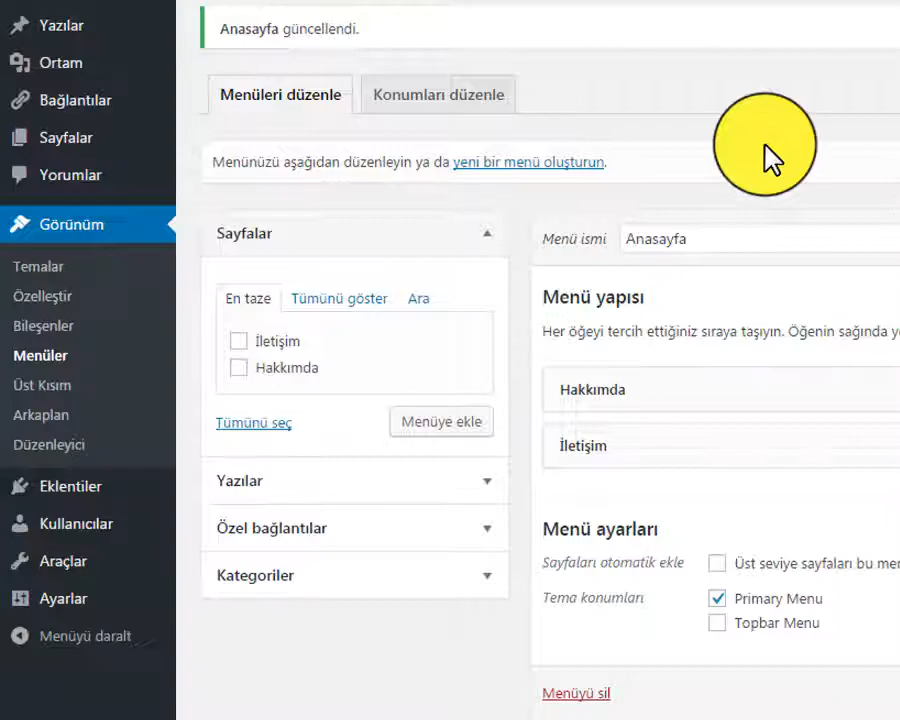 Yazılar
Ortam
Bağlantılar
Sayfalar
Yorumlar
Görünüm
Temalar
Özelleştir
Bileşenler
Menüler
Üst Kısım
Arkaplan
Düzenleyici
Eklentiler
Kullanıcılar
Araçlar
Ayarlar
Menüyü daralt
Anasayfa güncellendi.
Menüleri düzenle
Konumları düzenle
Menünüzü aşağıdan düzenleyin ya da yeni bir menü oluşturun.
Sayfalar
En taze
Tümünü göster
Ara
İletişim
Hakkımda
Tümünü seç
Menüye ekle
Yazılar
Özel bağlantılar
Kategoriler
Menü ismi
Anasayfa
Menü yapısı
Her öğeyi tercih ettiğiniz sıraya taşıyın. Öğenin sağında
Hakkımda
İletişim
Menü ayarları
Sayfaları otomatik ekle
Üst seviye sayfaları bu
Tema konumları
Primary Menu
Topbar Menu
Menüyü sil